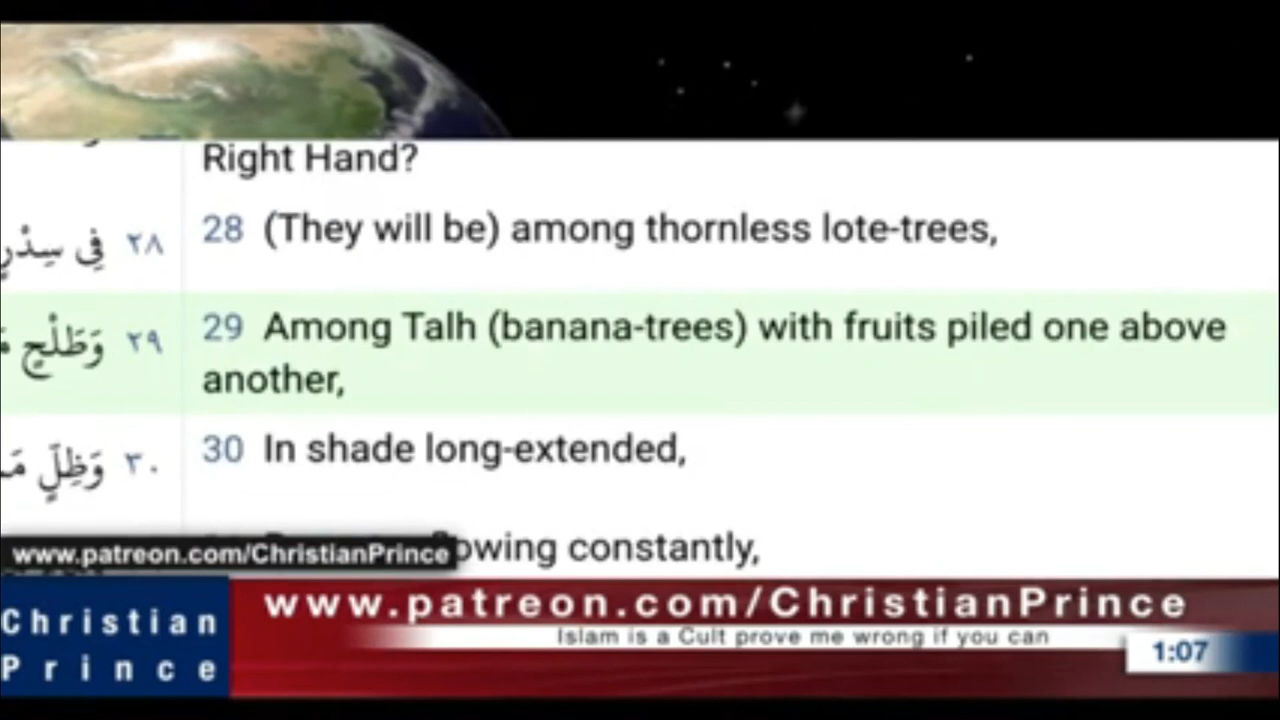 Right Hand?
28 (They will be) among thornless lote-trees,
٢٨ فِي سِدْرٍ
29 Among Talh (banana-trees) with fruits piled one above
another,
٢٩ وَطَلْحٍ
30 In shade long-extended,
٣٠ وَظِلٍّ
constantly,
www.patreon.com/ChristianPrince
www.patreon.com/ChristianPrince
Islam is a Cult prove me wrong if you can
Christian
Prince
1:07